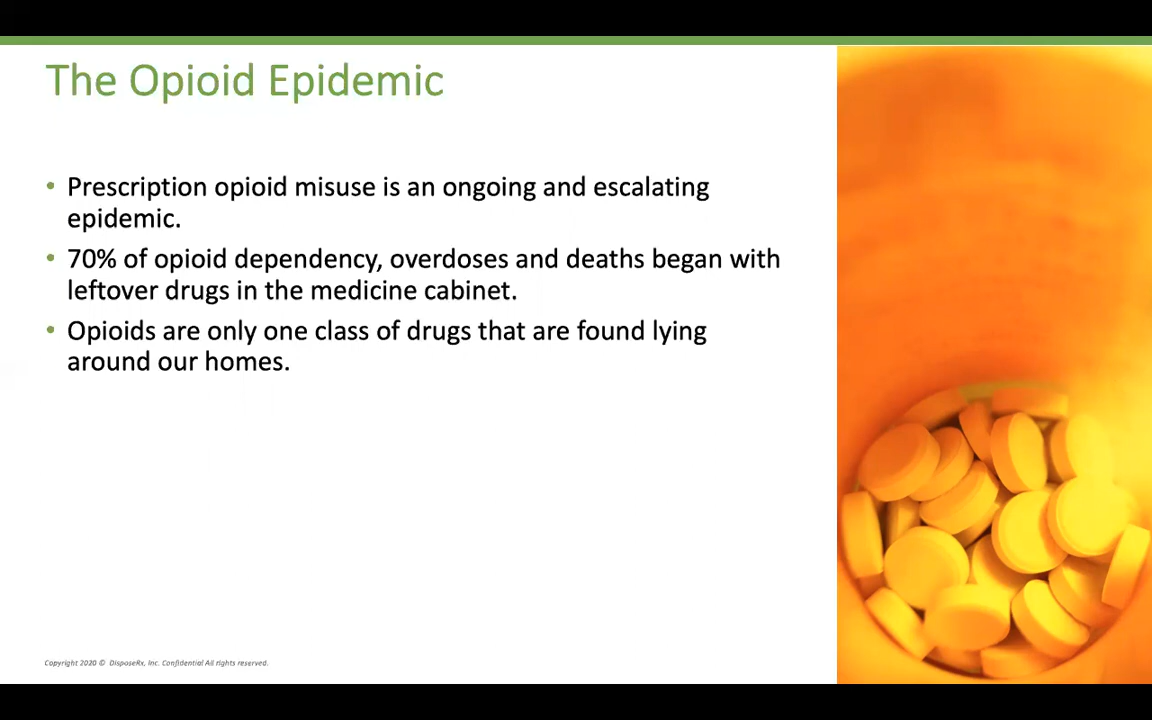 The Opioid Epidemic
• Prescription opioid misuse is an ongoing and escalating
epidemic.
• 70% of opioid dependency, overdoses and deaths began with
leftover drugs in the medicine cabinet.
• Opioids are only one class of drugs that are found lying
around our homes.
Copyright 2020 © DisposeRx, Inc. Confidential All rights reserved.